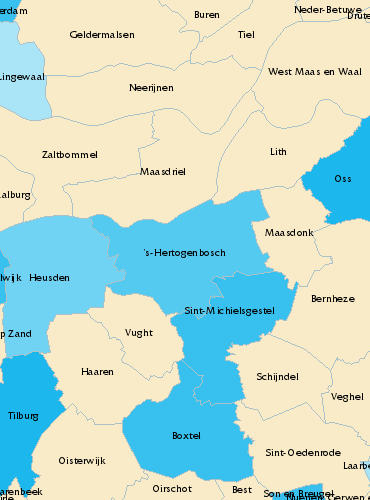 erdam
Buren
Neder-Betuwe
Drute
Geldermalsen
Tiel
Lingewaal
West Maas en Waal
Neerijnen
Zaltbommel
Lith
Maasdriel
Oss
alburg
Maasdonk
's-Hertogenbosch
lwijk
Heusden
Bernheze
Sint-Michielsgestel
p Zand
Vught
Haaren
Schijndel
Veghel
Tilburg
Boxtel
Sint-Oedenrode
Oisterwijk
Laarbe
Oirschot
Best
Son en Breugel
arenbeek
Nuenen Gerwen e